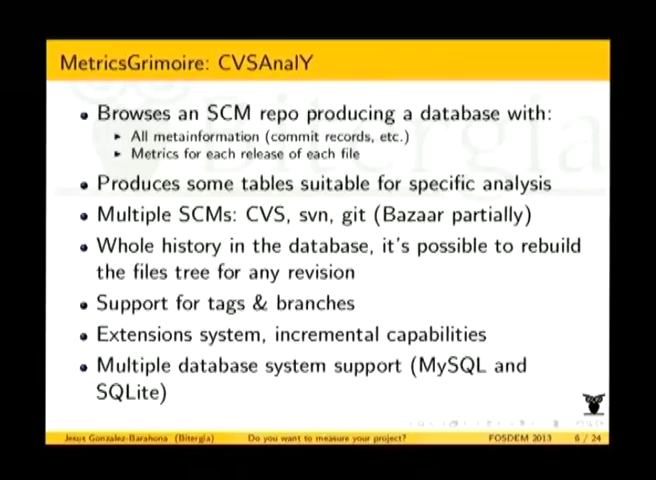 MetricsGrimoire: CVSAnalY
Browses an SCM repo producing a database with:
All metainformation (commit records, etc.)
Metrics for each release of each file
Produces some tables suitable for specific analysis
Multiple SCMs: CVS, svn, git (Bazaar partially)
Whole history in the database, it's possible to rebuild
the files tree for any revision
Support for tags & branches
Extensions system, incremental capabilities
Multiple database system support (MySQL and
SQLite)
Jesus Gonzalez-Barahona (Bitergia) Do you want to measure your project? FOSDEM 2013 6 / 24
Bitergia